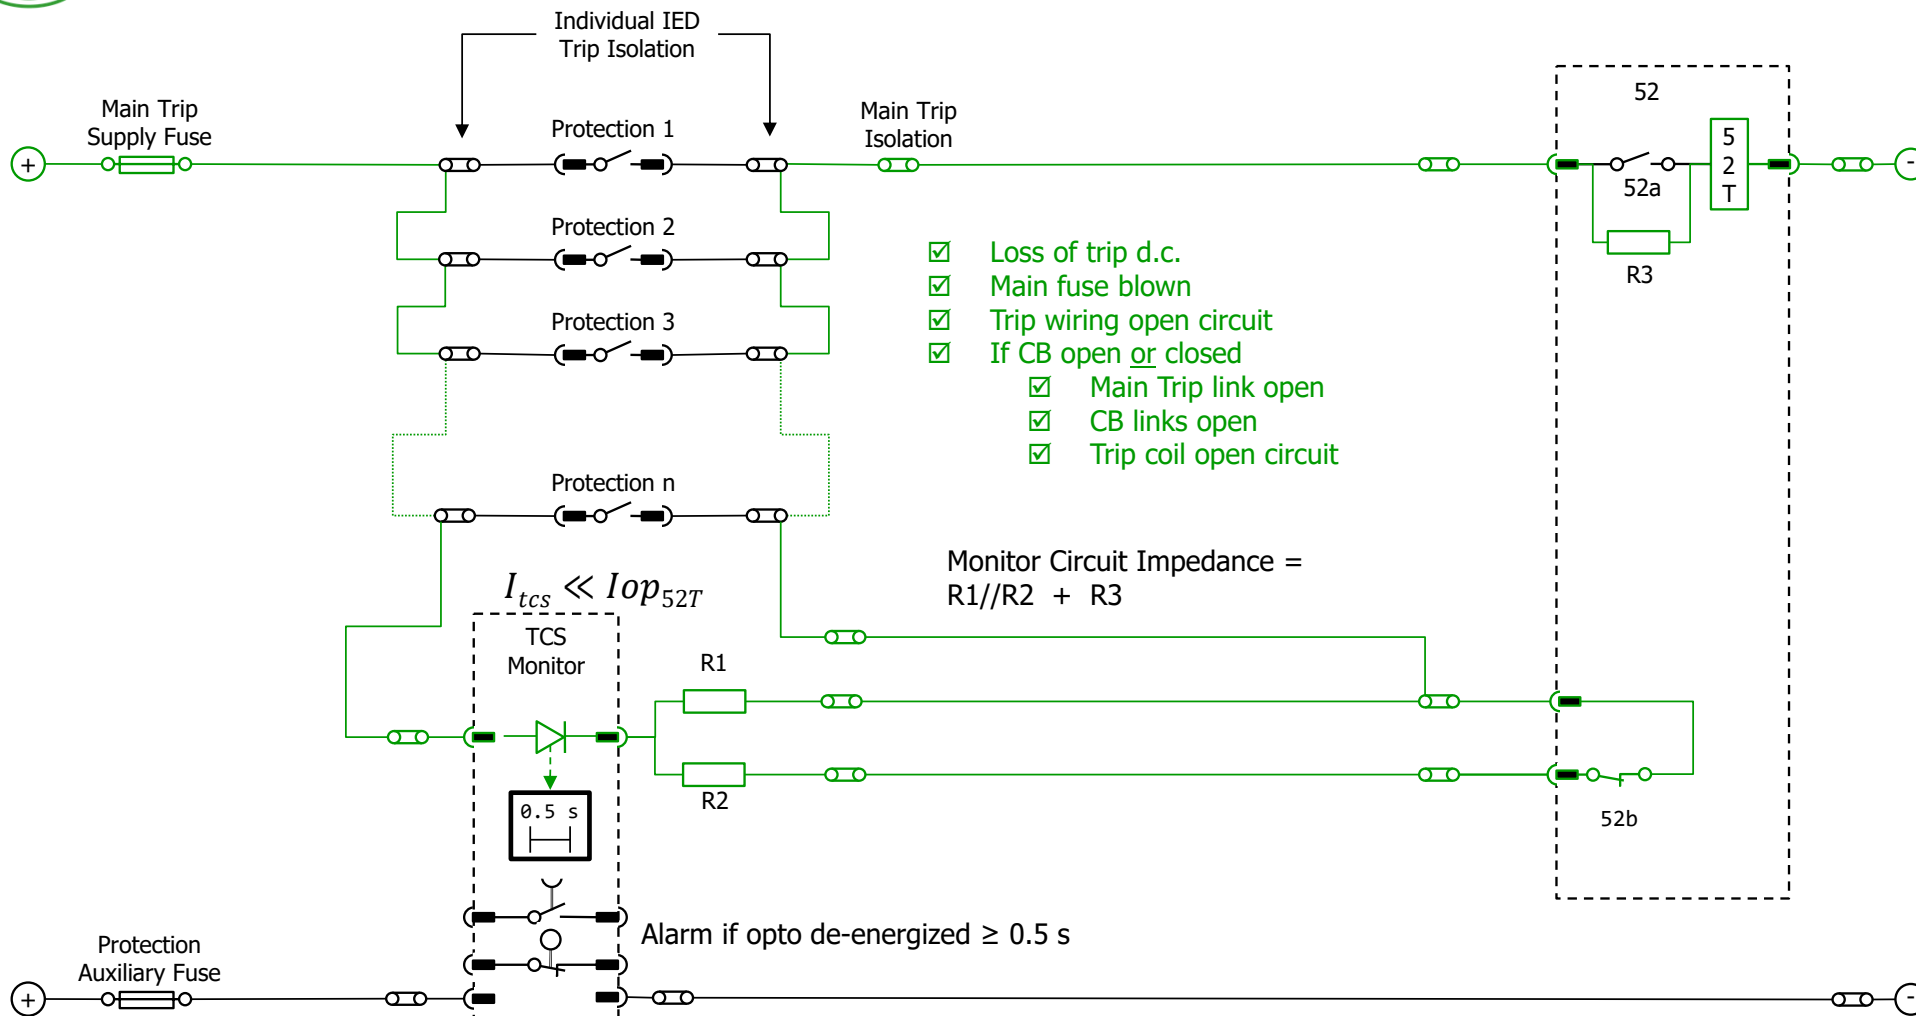 Individual IED
Trip Isolation
Main Trip
Supply Fuse
Protection 1
Main Trip
Isolation
52
+
-
52a
5
2
T
R3
Protection 2
☑ Loss of trip d.c.
☑ Main fuse blown
☑ Trip wiring open circuit
☑ If CB open or closed
☑ Main Trip link open
☑ CB links open
☑ Trip coil open circuit
Protection 3
Protection n
Monitor Circuit Impedance =
R1//R2 + R3
I_tcs ≪ Iop_52T
TCS
Monitor
R1
R2
0.5 s
52b
Alarm if opto de-energized ≥ 0.5 s
Protection
Auxiliary Fuse
+
-